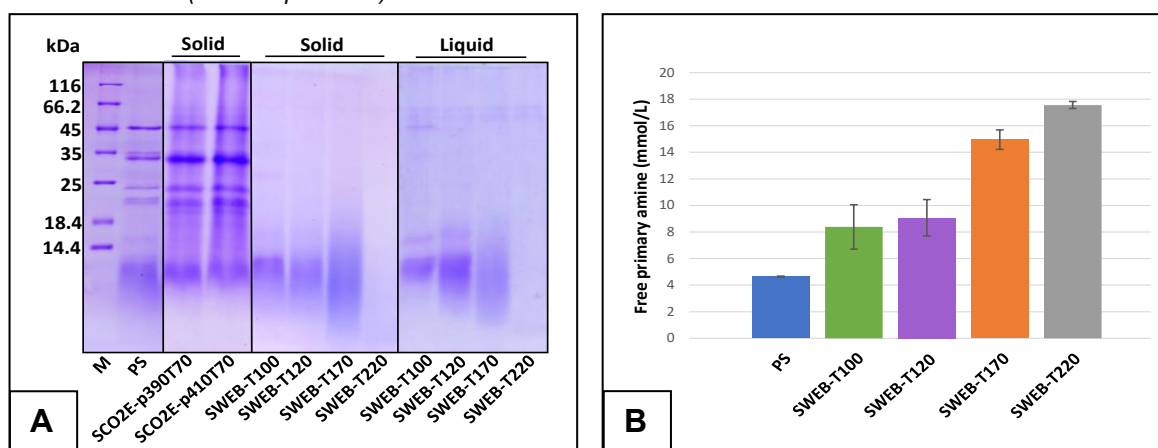 kDa
Solid Solid Liquid
116
66.2
45
35
25
18.4
14.4
M PS SCO2E-p390T70 SCO2E-p410T70 SWEB-T100 SWEB-T120 SWEB-T170 SWEB-T220 SWEB-T100 SWEB-T120 SWEB-T170 SWEB-T220
A
Free primary amine (mmol/L)
20
18
16
14
12
10
8
6
4
2
0
PS SWEB-T100 SWEB-T120 SWEB-T170 SWEB-T220
B